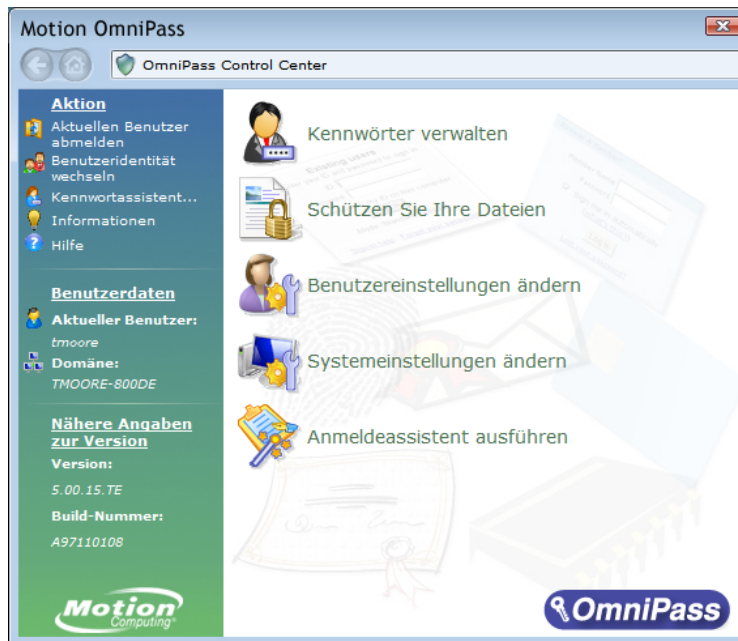 Motion OmniPass
OmniPass Control Center
Aktion
Aktuellen Benutzer
abmelden
Benutzeridentität
wechseln
Kennwortassistent...
Informationen
Hilfe
Benutzerdaten
Aktueller Benutzer:
tmoore
Domäne:
TMOORE-800DE
Nähere Angaben
zur Version
Version:
5.00.15.TE
Build-Nummer:
A97110108
Motion
Computing
Kennwörter verwalten
Schützen Sie Ihre Dateien
Benutzereinstellungen ändern
Systemeinstellungen ändern
Anmeldeassistent ausführen
Existing users
OmniPass